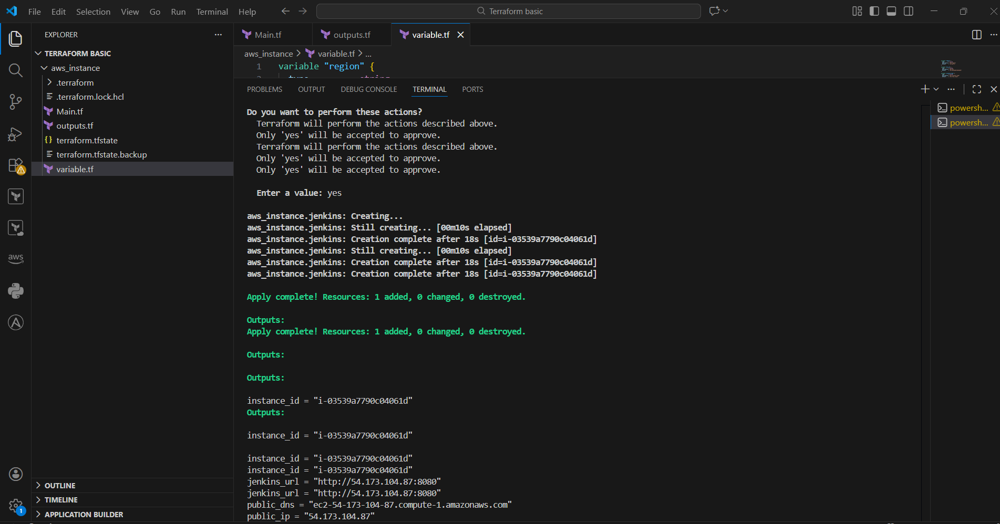 File Edit Selection View Go Run Terminal Help
Terraform basic
EXPLORER
TERRAFORM BASIC
aws_instance
.terraform
.terraform.lock.hcl
Main.tf
outputs.tf
terraform.tfstate
terraform.tfstate.backup
variable.tf
aws
OUTLINE
TIMELINE
1
APPLICATION BUILDER
Main.tf outputs.tf variable.tf
aws_instance > variable.tf > ...
1 variable "region" {
PROBLEMS OUTPUT DEBUG CONSOLE TERMINAL PORTS
powersh...
powersh...
Do you want to perform these actions?
Terraform will perform the actions described above.
Only 'yes' will be accepted to approve.
Terraform will perform the actions described above.
Only 'yes' will be accepted to approve.
Only 'yes' will be accepted to approve.
Enter a value: yes
aws_instance.jenkins: Creating...
aws_instance.jenkins: Still creating... [00m10s elapsed]
aws_instance.jenkins: Creation complete after 18s [id=i-03539a7790c04061d]
aws_instance.jenkins: Still creating... [00m10s elapsed]
aws_instance.jenkins: Creation complete after 18s [id=i-03539a7790c04061d]
aws_instance.jenkins: Creation complete after 18s [id=i-03539a7790c04061d]
Apply complete! Resources: 1 added, 0 changed, 0 destroyed.
Outputs:
Apply complete! Resources: 1 added, 0 changed, 0 destroyed.
Outputs:
Outputs:
instance_id = "i-03539a7790c04061d"
Outputs:
instance_id = "i-03539a7790c04061d"
instance_id = "i-03539a7790c04061d"
instance_id = "i-03539a7790c04061d"
jenkins_url = "http://54.173.104.87:8080"
jenkins_url = "http://54.173.104.87:8080"
public_dns = "ec2-54-173-104-87.compute-1.amazonaws.com"
public_ip = "54.173.104.87"